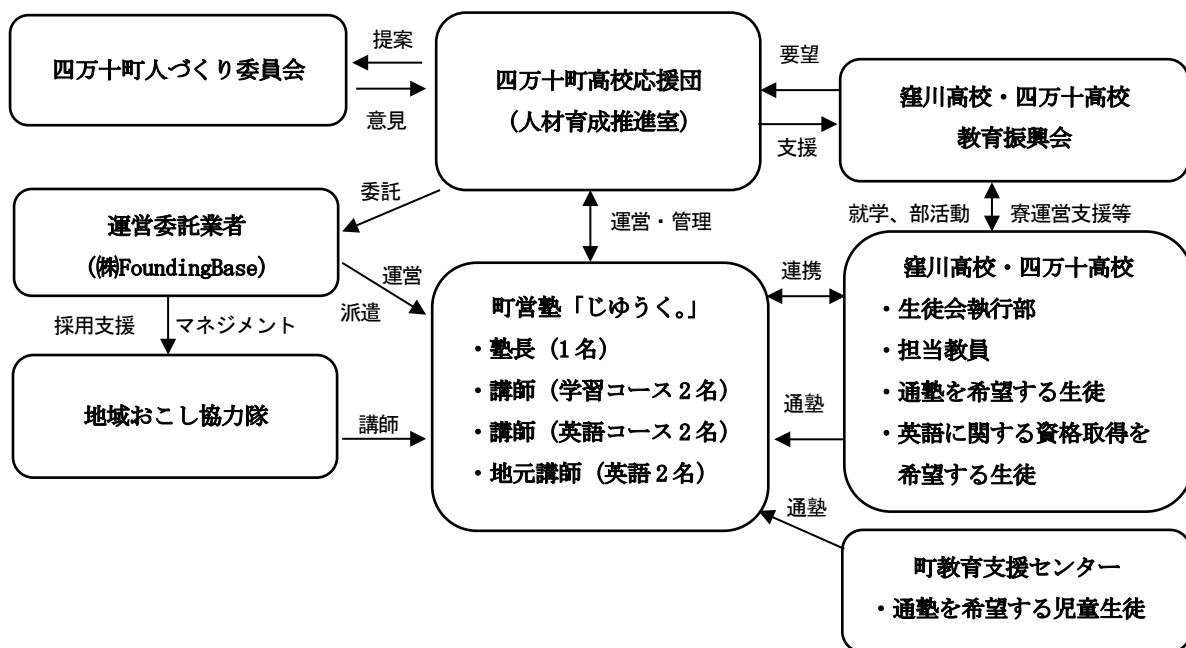 提案
四万十町人づくり委員会
意見
四万十町高校応援団
(人材育成推進室)
要望
支援
窪川高校・四万十高校
教育振興会
委託
運営・管理
就学、部活動
寮運営支援等
運営委託業者
(㈱FoundingBase)
運営
派遣
町営塾「じゆうく。」
・塾長(1名)
・講師(学習コース2名)
・講師(英語コース2名)
・地元講師(英語2名)
連携
窪川高校・四万十高校
・生徒会執行部
・担当教員
・通塾を希望する生徒
・英語に関する資格取得を
希望する生徒
採用支援
マネジメント
地域おこし協力隊
講師
通塾
通塾
町教育支援センター
・通塾を希望する児童生徒